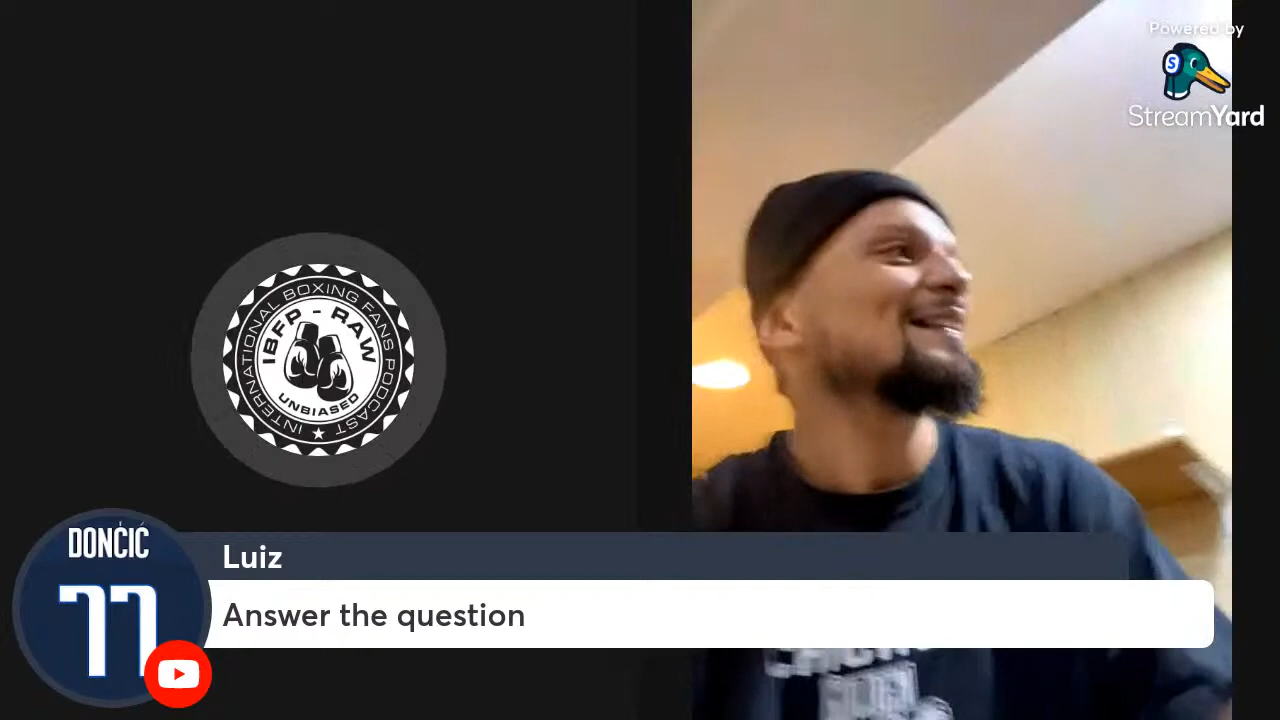 Powered by
StreamYard
INTERNATIONAL BOXING FANS PODCAST
IBFP - RAW
UNBIASED
DONČIĆ
77
Luiz
Answer the question